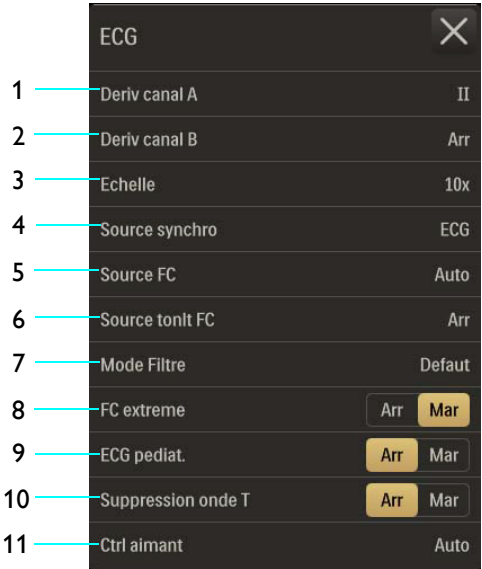 ECG
1 Deriv canal A II
2 Deriv canal B Arr
3 Echelle 10x
4 Source synchro ECG
5 Source FC Auto
6 Source tonlt FC Arr
7 Mode Filtre Defaut
8 FC extreme Arr Mar
9 ECG pediat. Arr Mar
10 Suppression onde T Arr Mar
11 Ctrl aimant Auto